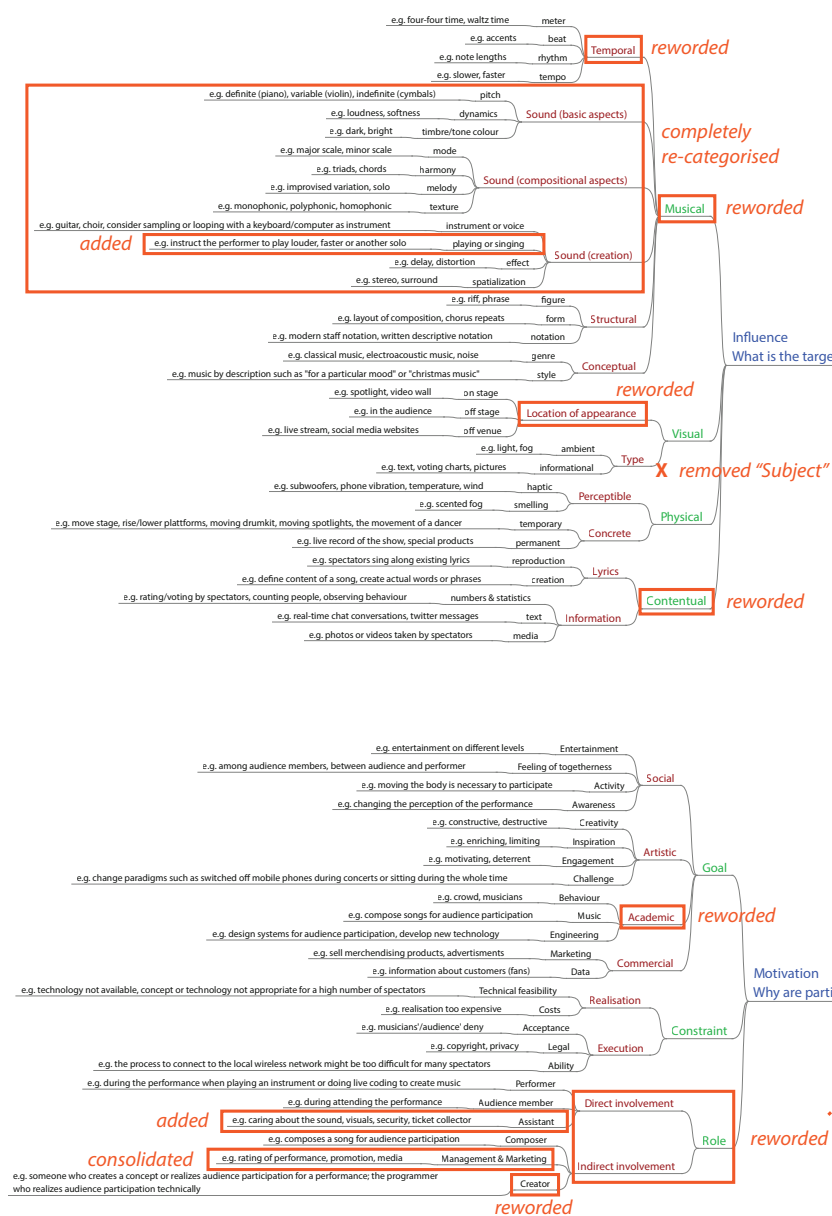 e.g. four-four time, waltz time meter
e.g. accents beat
Temporal reworded
e.g. note lengths rhythm
e.g. slower, faster tempo
e.g. definite (piano), variable (violin), indefinite (cymbals) pitch
e.g. loudness, softness dynamics Sound (basic aspects)
e.g. dark, bright timbre/tone colour
completely
re-categorised
e.g. major scale, minor scale mode
e.g. triads, chords harmony
Sound (compositional aspects)
e.g. improvised variation, solo melody
e.g. monophonic, polyphonic, homophonic texture
Musical reworded
e.g. guitar, choir, consider sampling or looping with a keyboard/computer as instrument instrument or voice
added e.g. instruct the performer to play louder, faster or another solo playing or singing
Sound (creation)
e.g. delay, distortion effect
e.g. stereo, surround spatialization
e.g. riff, phrase figure
e.g. layout of composition, chorus repeats form Structural
e.g. modern staff notation, written descriptive notation notation
Influence
What is the targe
e.g. classical music, electroacoustic music, noise genre
Conceptual
e.g. music by description such as "for a particular mood" or "christmas music" style
reworded
e.g. spotlight, video wall on stage
e.g. in the audience off stage Location of appearance
e.g. live stream, social media websites off venue
Visual
e.g. light, fog ambient
Type
e.g. text, voting charts, pictures informational
X removed “Subject”
e.g. subwoofers, phone vibration, temperature, wind haptic
Perceptible
e.g. scented fog smelling
Physical
e.g. move stage, rise/lower plattforms, moving drumkit, moving spotlights, the movement of a dancer temporary
Concrete
e.g. live record of the show, special products permanent
e.g. spectators sing along existing lyrics reproduction
Lyrics
e.g. define content of a song, create actual words or phrases creation
Contentual reworded
e.g. rating/voting by spectators, counting people, observing behaviour numbers & statistics
e.g. real-time chat conversations, twitter messages text Information
e.g. photos or videos taken by spectators media
e.g. entertainment on different levels Entertainment
e.g. among audience members, between audience and performer Feeling of togetherness
Social
e.g. moving the body is necessary to participate Activity
e.g. changing the perception of the performance Awareness
e.g. constructive, destructive Creativity
e.g. enriching, limiting Inspiration
Artistic
e.g. motivating, deterrent Engagement
Goal
e.g. change paradigms such as switched off mobile phones during concerts or sitting during the whole time Challenge
e.g. crowd, musicians Behaviour
e.g. compose songs for audience participation Music Academic reworded
e.g. design systems for audience participation, develop new technology Engineering
e.g. sell merchendising products, advertisments Marketing
Commercial
e.g. information about customers (fans) Data
Motivation
Why are parti
e.g. technology not available, concept or technology not appropriate for a high number of spectators Technical feasibility
Realisation
e.g. realisation too expensive Costs
e.g. musicians'/audience' deny Acceptance
Constraint
e.g. copyright, privacy Legal Execution
e.g. the process to connect to the local wireless network might be too difficult for many spectators Ability
e.g. during the performance when playing an instrument or doing live coding to create music Performer
e.g. during attending the performance Audience member Direct involvement
added e.g. caring about the sound, visuals, security, ticket collector Assistant
Role reworded
e.g. composes a song for audience participation Composer
consolidated e.g. rating of performance, promotion, media Management & Marketing
Indirect involvement
e.g. someone who creates a concept or realizes audience participation for a performance; the programmer
who realizes audience participation technically Creator
reworded